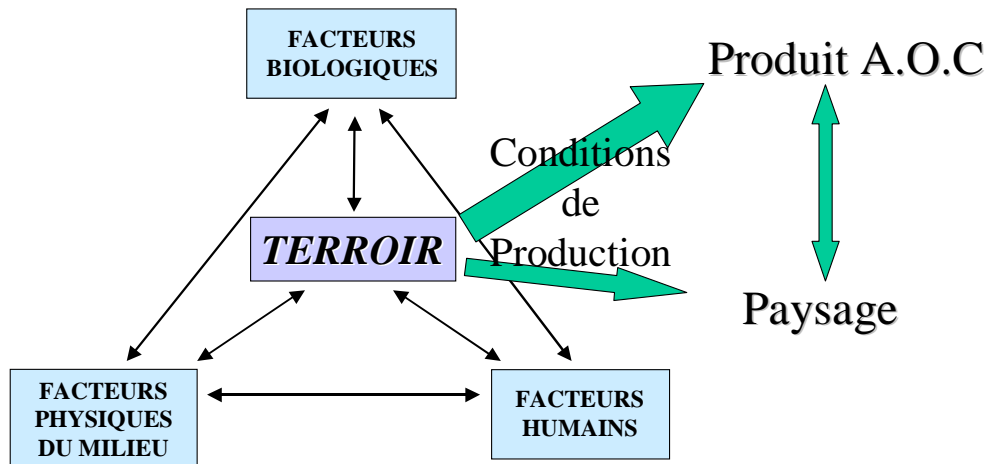 FACTEURS
BIOLOGIQUES
Produit A.O.C
Conditions
de
Production
TERROIR
Paysage
FACTEURS
PHYSIQUES
DU MILIEU
FACTEURS
HUMAINS